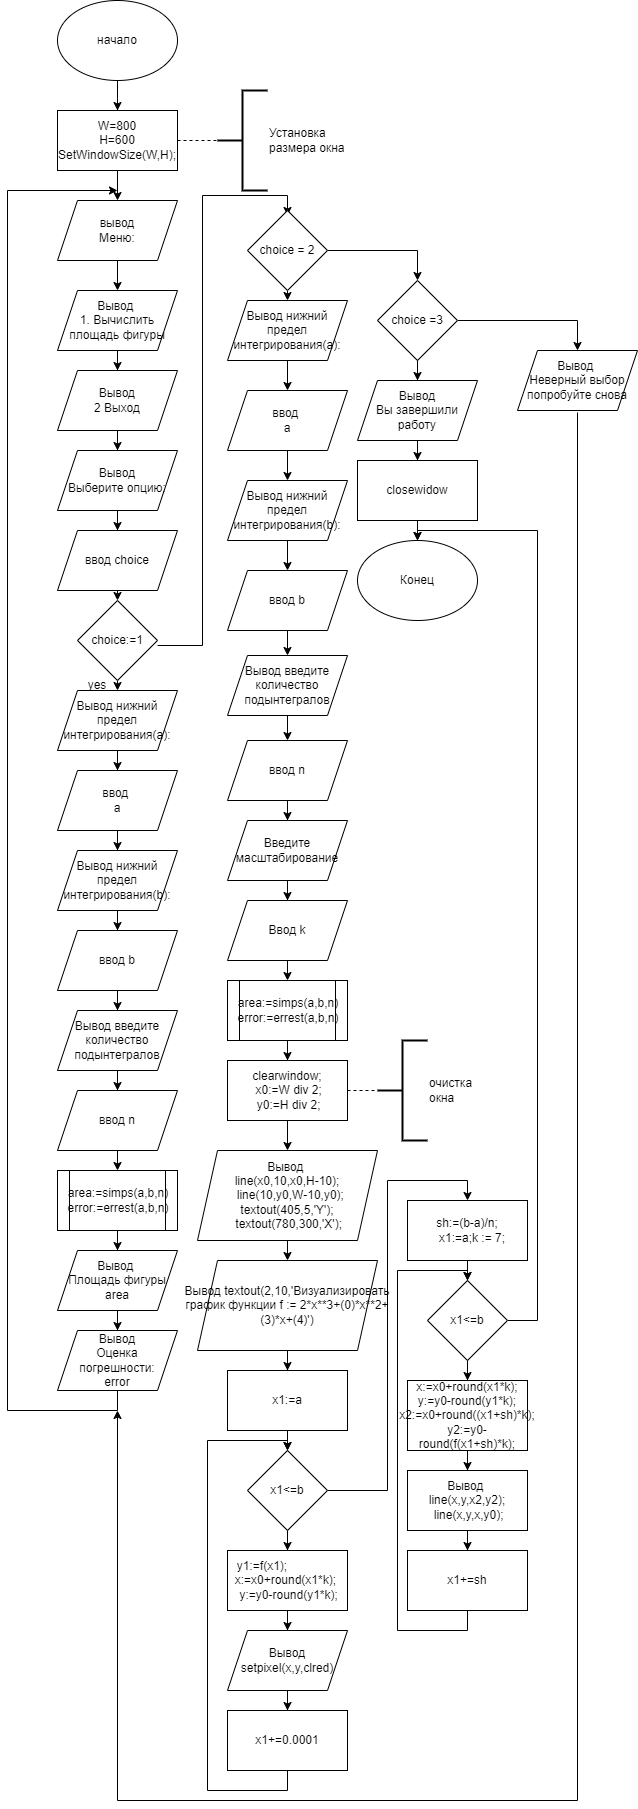 начало
W=800
H=600
SetWindowSize(W,H);
Установка
размера окна
вывод
Меню:
Вывод
1. Вычислить
площадь фигуры
Вывод
2 Выход
Вывод
Выберите опцию:
ввод choice
choice:=1
yes
Вывод нижний
предел
интегрирования(a):
ввод
a
Вывод нижний
предел
интегрирования(b):
ввод b
Вывод введите
количество
подынтегралов
ввод n
area:=simps(a,b,n)
error:=errest(a,b,n)
Вывод
Площадь фигуры
area
Вывод
Оценка
погрешности:
error
choice = 2
Вывод нижний
предел
интегрирования(a):
ввод
a
Вывод нижний
предел
интегрирования(b):
ввод b
Вывод введите
количество
подынтегралов
ввод n
Введите
масштабирование
Ввод k
area:=simps(a,b,n)
error:=errest(a,b,n)
clearwindow;
x0:=W div 2;
y0:=H div 2;
очистка
окна
Вывод
line(x0,10,x0,H-10);
line(10,y0,W-10,y0);
textout(405,5,'Y');
textout(780,300,'X');
Вывод textout(2,10,'Визуализировать
график функции f := 2*x**3+(0)*x**2+
(3)*x+(4)')
x1:=a
x1<=b
y1:=f(x1);
x:=x0+round(x1*k);
y:=y0-round(y1*k);
Вывод
setpixel(x,y,clred)
x1+=0.0001
choice =3
Вывод
Вы завершили
работу
closewidow
Конец
Вывод
Неверный выбор
попробуйте снова
sh:=(b-a)/n;
x1:=a;k := 7;
x1<=b
x:=x0+round(x1*k);
y:=y0-round(y1*k);
x2:=x0+round((x1+sh)*k);
y2:=y0-
round(f(x1+sh)*k);
Вывод
line(x,y,x2,y2);
line(x,y,x,y0);
x1+=sh